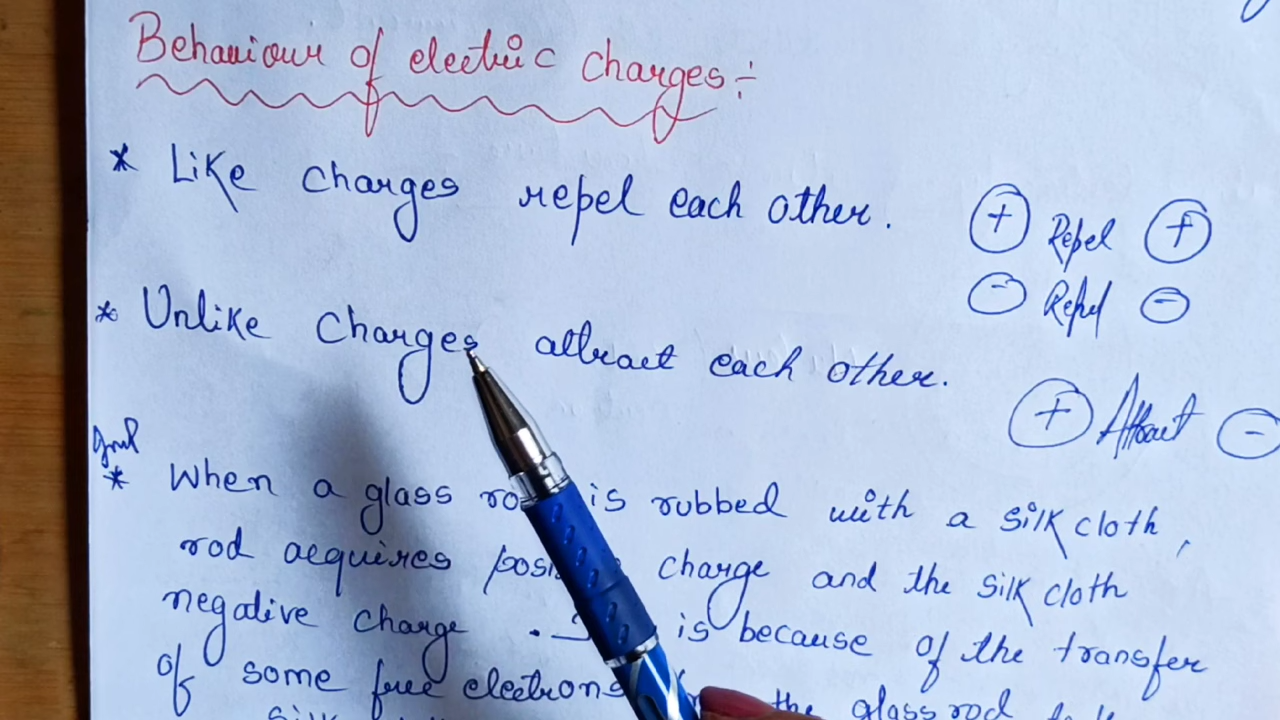 Behaviour of electric charges:-
* Like charges repel each other.
+ Repel +
- Repel -
* Unlike charges attract each other.
+ Attract -
* When a glass is rubbed with a silk cloth,
rod acquires charge and the silk cloth
negative charge. is because of the transfer
of some free electrons the glass rod